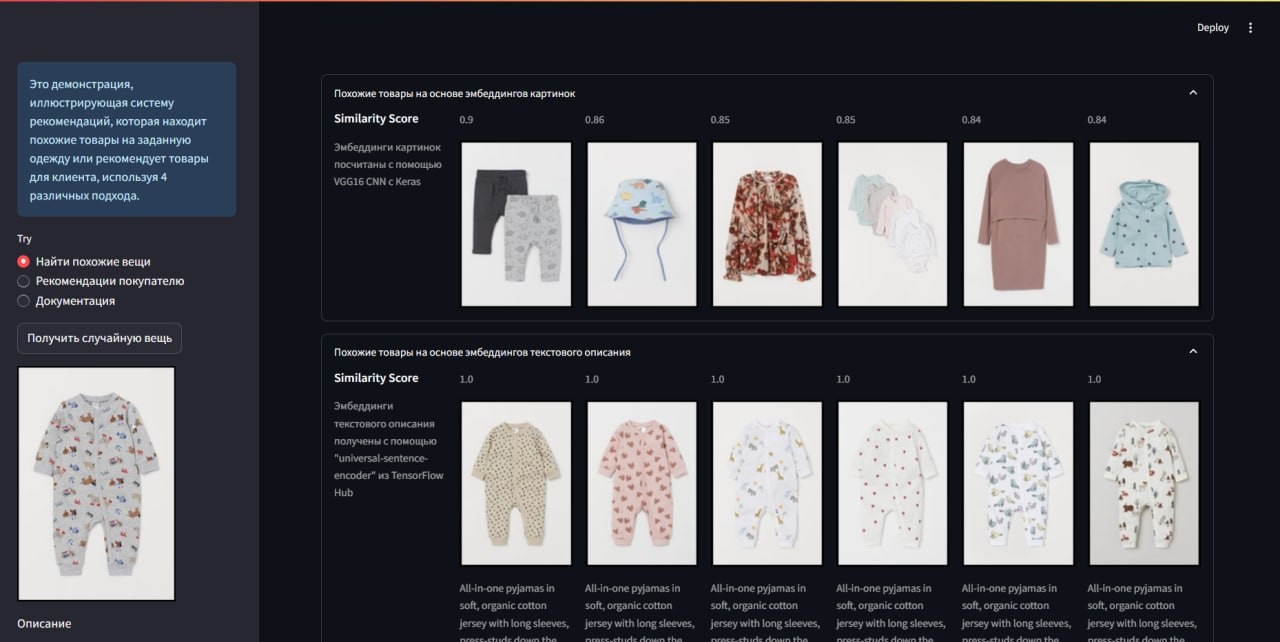 Deploy
Это демонстрация,
иллюстрирующая систему
рекомендаций, которая находит
похожие товары на заданную
одежду или рекомендует товары
для клиента, используя 4
различных подхода.
Try
Найти похожие вещи
Рекомендации покупателю
Документация
Получить случайную вещь
Описание
Похожие товары на основе эмбеддингов картинок
Similarity Score
0.9 0.86 0.85 0.85 0.84 0.84
Эмбеддинги картинок
посчитаны с помощью
VGG16 CNN с Keras
Похожие товары на основе эмбеддингов текстового описания
Similarity Score
1.0 1.0 1.0 1.0 1.0 1.0
Эмбеддинги
текстового описания
получены с помощью
"universal-sentence-
encoder" из TensorFlow
Hub
All-in-one pyjamas in All-in-one pyjamas in All-in-one pyjamas in All-in-one pyjamas in All-in-one pyjamas in All-in-one pyjamas in
soft, organic cotton soft, organic cotton soft, organic cotton soft, organic cotton soft, organic cotton soft, organic cotton
jersey with long sleeves, jersey with long sleeves, jersey with long sleeves, jersey with long sleeves, jersey with long sleeves, jersey with long sleeves,
press-studs down the press-studs down the press-studs down the press-studs down the press-studs down the press-studs down the